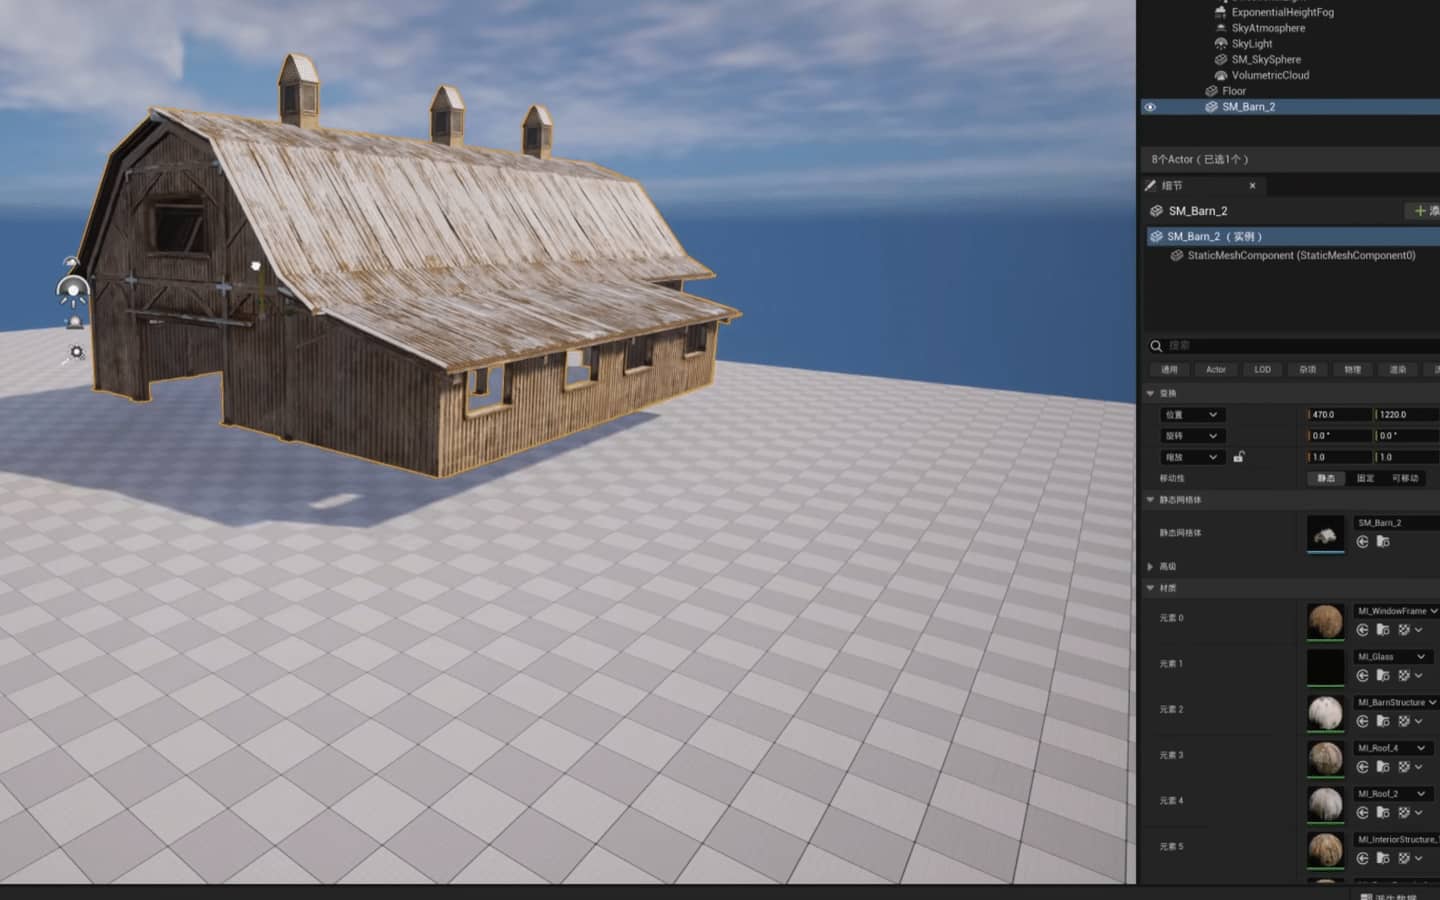 ExponentialHeightFog
SkyAtmosphere
SkyLight
SM_SkySphere
VolumetricCloud
Floor
SM_Barn_2
8个Actor（已选1个）
细节
SM_Barn_2
添
SM_Barn_2（实例）
StaticMeshComponent (StaticMeshComponent0)
搜索
通用 Actor LOD 杂项 物理 渲染
变换
位置 470.0 1220.0
旋转 0.0° 0.0°
缩放 1.0 1.0
移动性 静态 固定 可移动
静态网格体
静态网格体 SM_Barn_2
高级
材质
元素 0 MI_WindowFrame
元素 1 MI_Glass
元素 2 MI_BarnStructure
元素 3 MI_Roof_4
元素 4 MI_Roof_2
元素 5 MI_InteriorStructure_